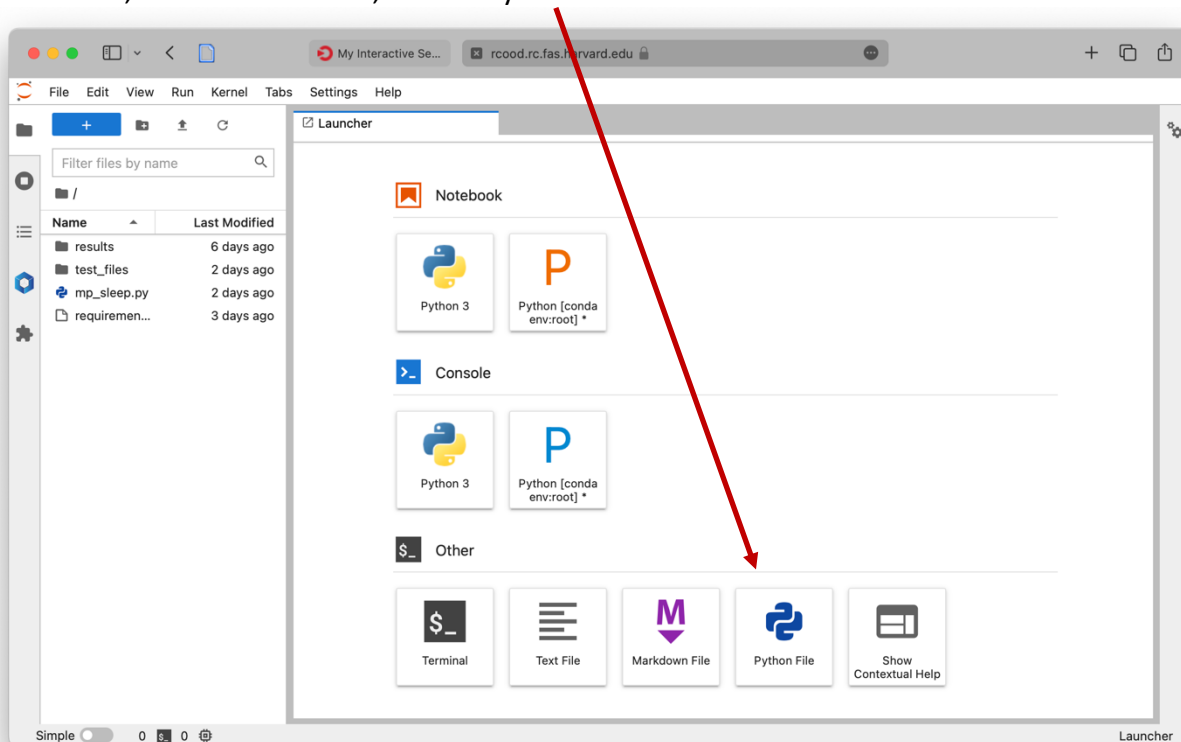 My Interactive Se...
rcood.rc.fas.harvard.edu
File Edit View Run Kernel Tabs Settings Help
+
Launcher
Filter files by name
/
Name Last Modified
results 6 days ago
test_files 2 days ago
mp_sleep.py 2 days ago
requiremen... 3 days ago
Notebook
Python 3
P
Python [conda
env:root] *
>_ Console
Python 3
P
Python [conda
env:root] *
$_ Other
$_
Terminal
Text File
M
Markdown File
Python File
Show
Contextual Help
Simple 0 $_ 0
Launcher